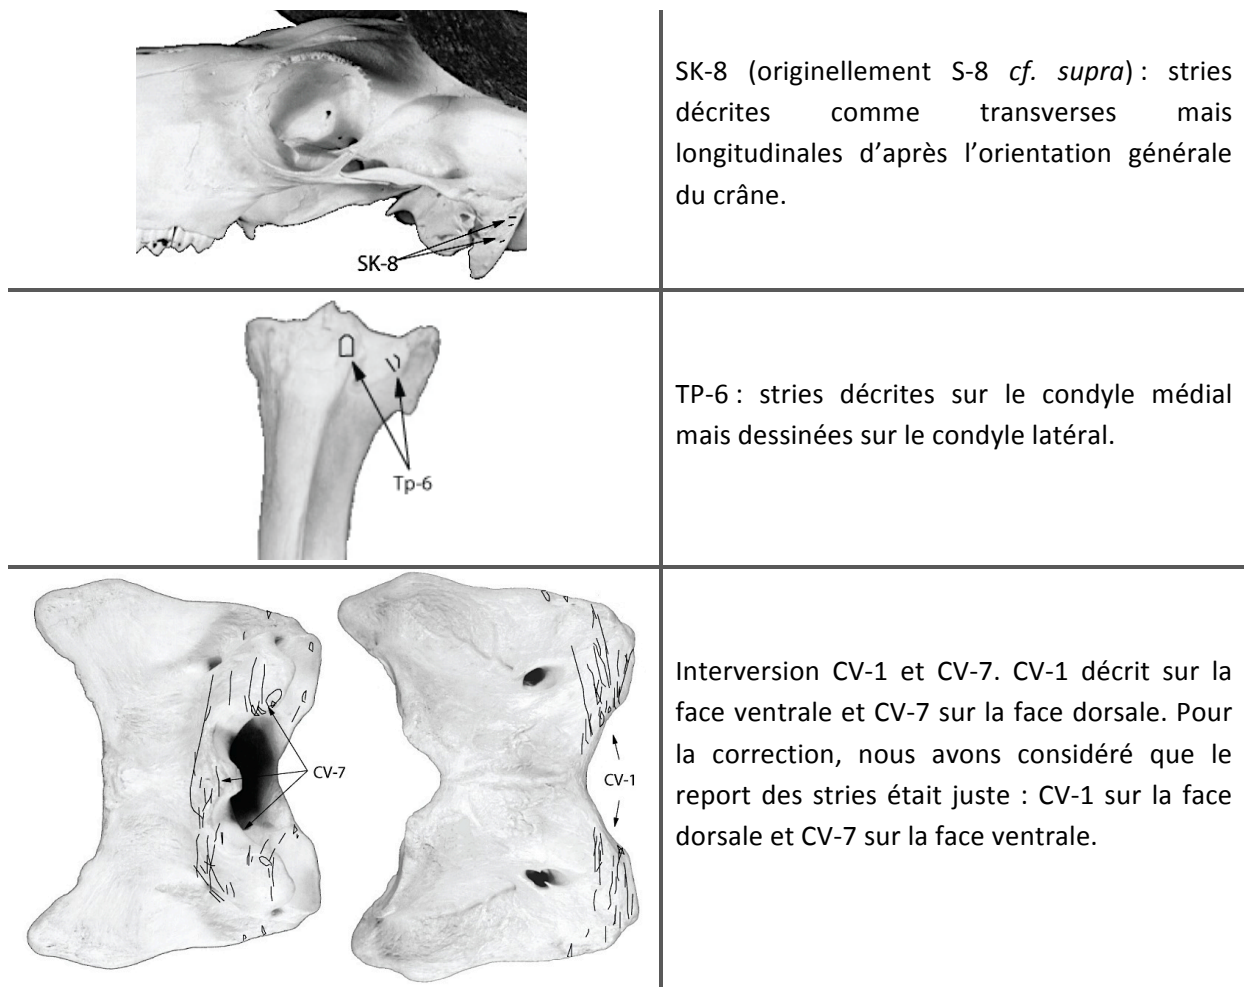 SK-8 (originellement S-8 cf. supra) : stries
décrites comme transverses mais
longitudinales d’après l’orientation générale
du crâne.
SK-8
TP-6 : stries décrites sur le condyle médial
mais dessinées sur le condyle latéral.
Tp-6
Interversion CV-1 et CV-7. CV-1 décrit sur la
face ventrale et CV-7 sur la face dorsale. Pour
la correction, nous avons considéré que le
report des stries était juste : CV-1 sur la face
dorsale et CV-7 sur la face ventrale.
CV-7
CV-1